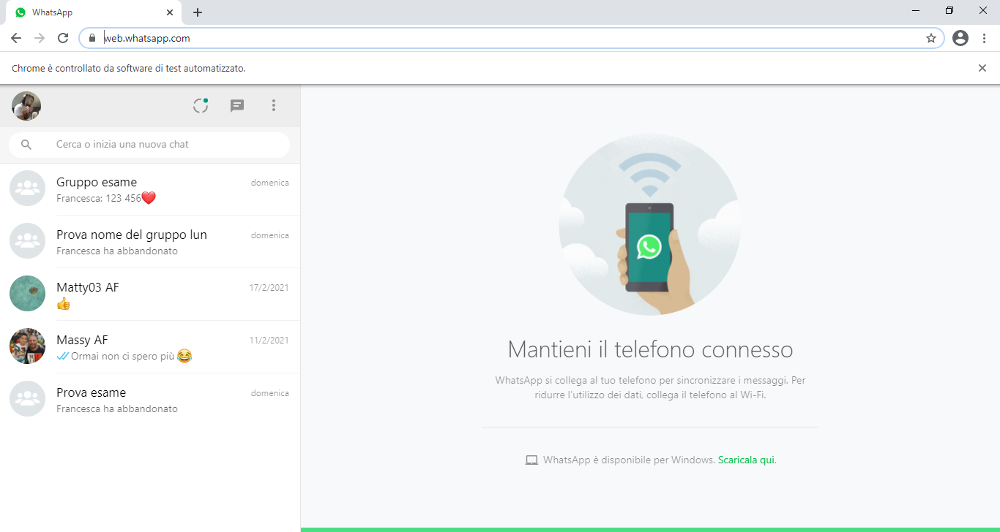 WhatsApp
web.whatsapp.com
Chrome è controllato da software di test automatizzato.
Cerca o inizia una nuova chat
Gruppo esame
domenica
Francesca: 123 456❤️
Prova nome del gruppo lun
domenica
Francesca ha abbandonato
Matty03 AF
17/2/2021
👍
Massy AF
11/2/2021
Ormai non ci spero più 😂
Prova esame
domenica
Francesca ha abbandonato
Mantieni il telefono connesso
WhatsApp si collega al tuo telefono per sincronizzare i messaggi. Per
ridurre l'utilizzo dei dati, collega il telefono al Wi-Fi.
WhatsApp è disponibile per Windows. Scaricala qui.